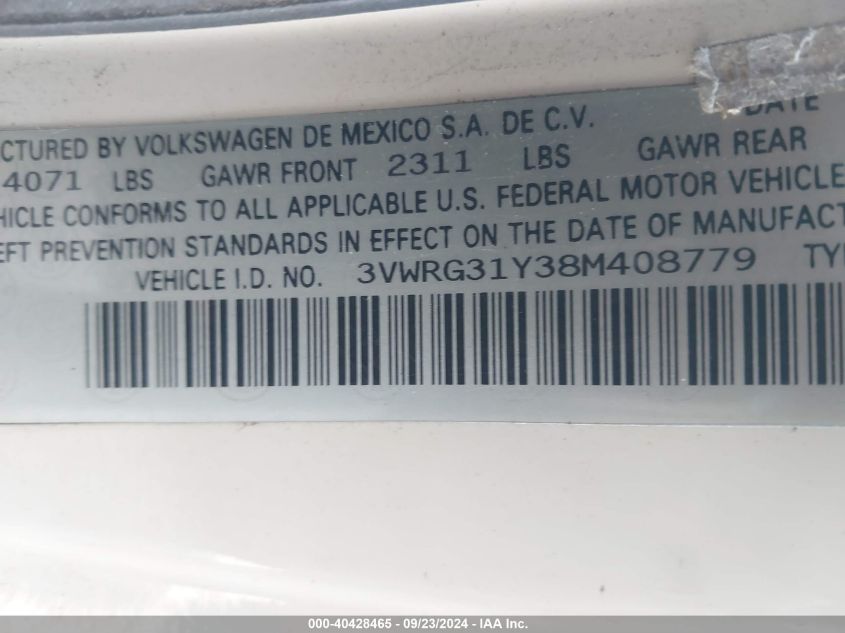 DATE
CTURED BY VOLKSWAGEN DE MEXICO S.A. DE C.V.
4071 LBS GAWR FRONT 2311 LBS GAWR REAR
HICLE CONFORMS TO ALL APPLICABLE U.S. FEDERAL MOTOR VEHICLE
EFT PREVENTION STANDARDS IN EFFECT ON THE DATE OF MANUFACT
VEHICLE I.D. NO. 3VWRG31Y38M408779 TY
000-40428465 - 09/23/2024 - IAA Inc.